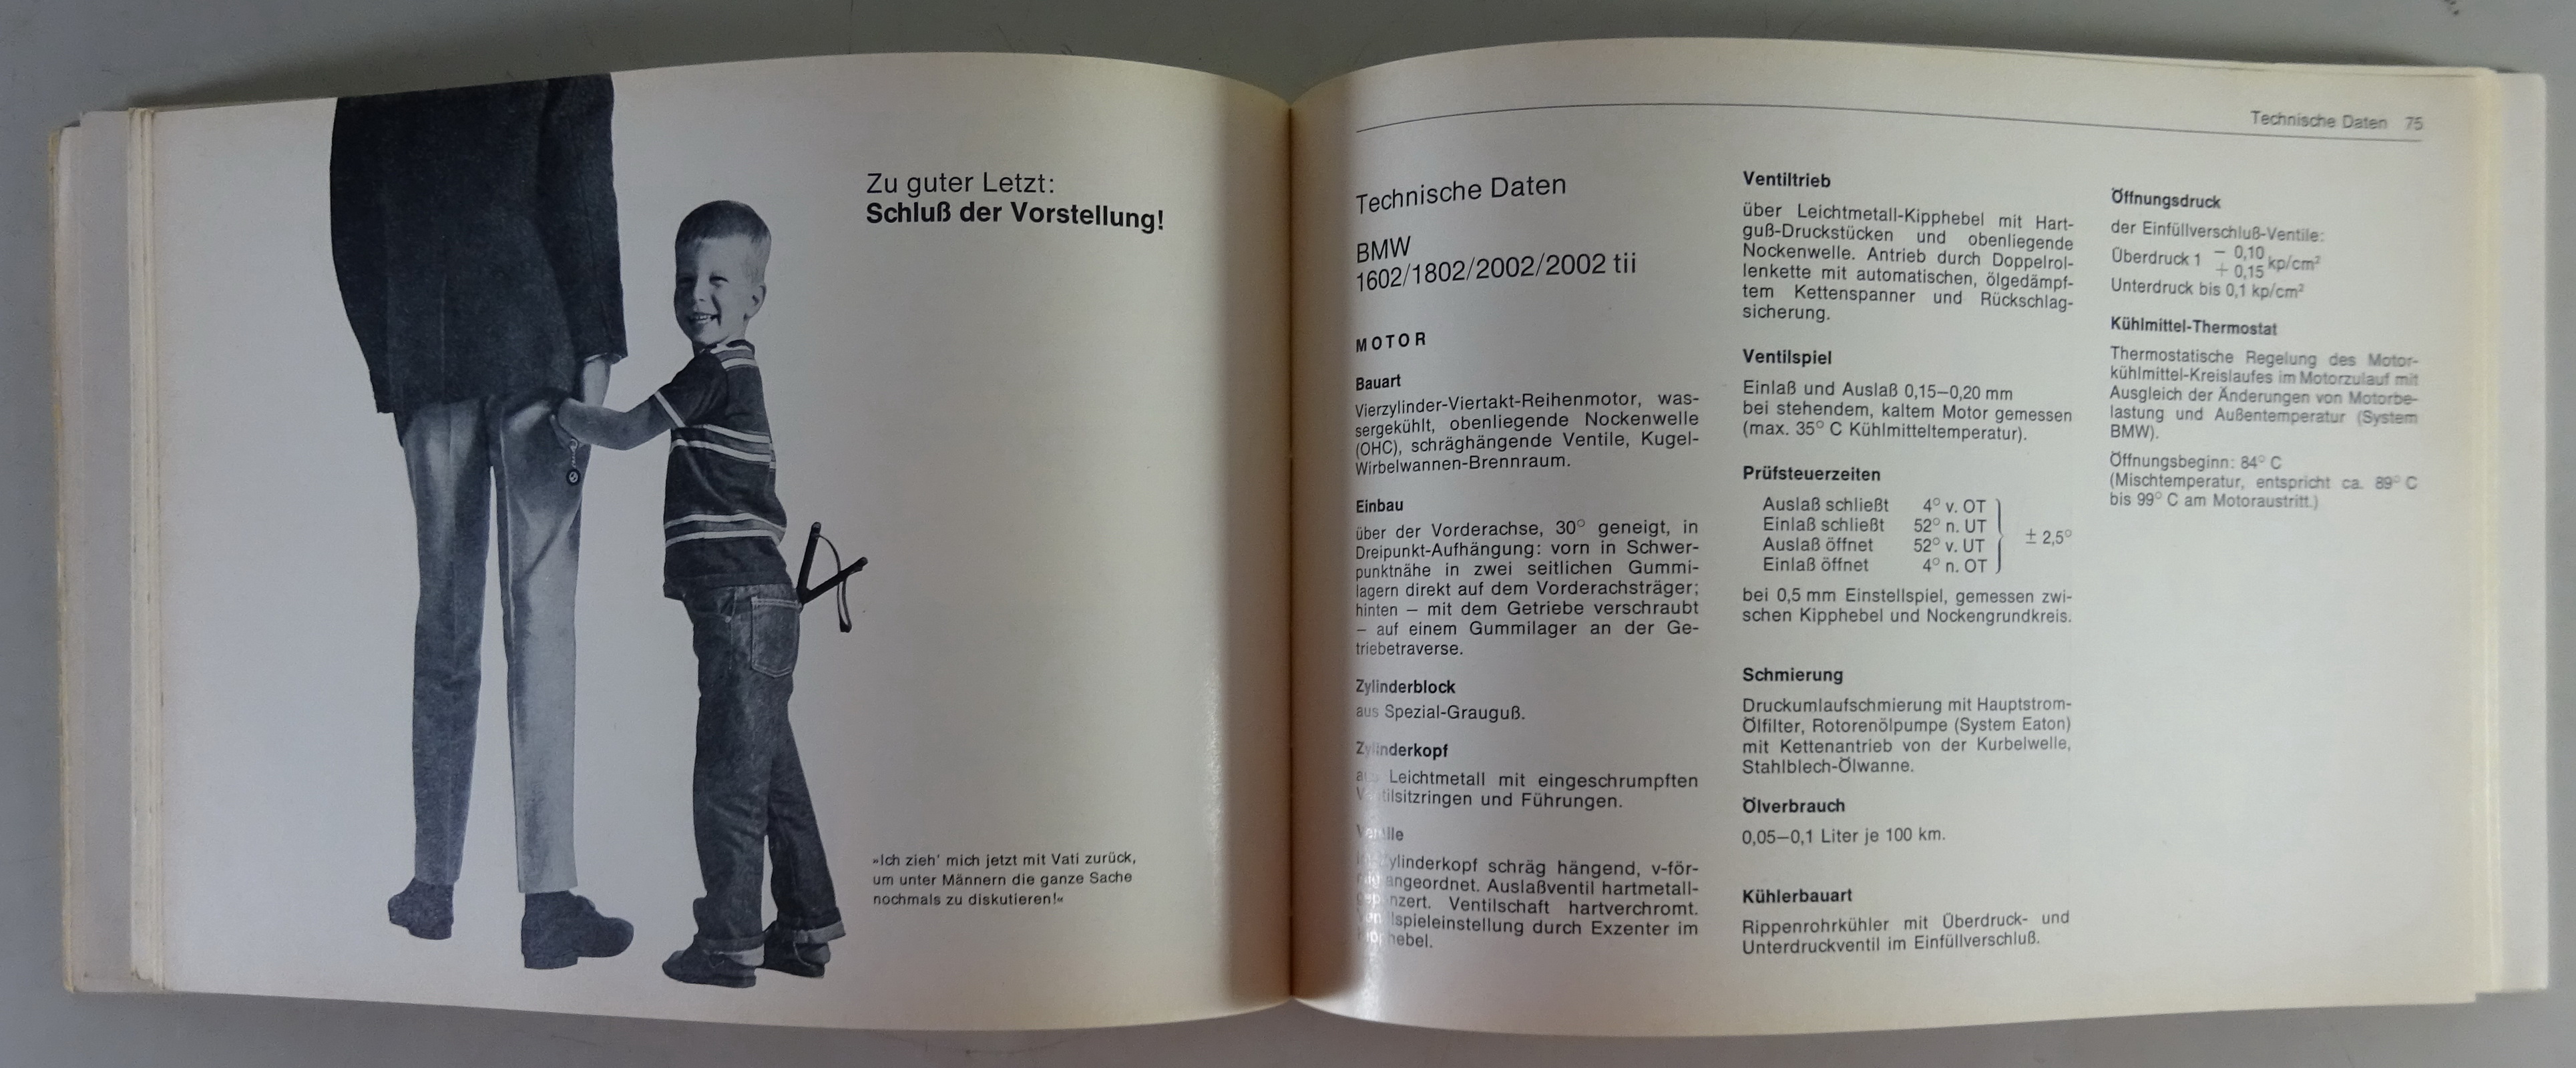 Zu guter Letzt:
Schluß der Vorstellung!
»Ich zieh' mich jetzt mit Vati zurück,
um unter Männern die ganze Sache
nochmals zu diskutieren!«
Technische Daten 75
Technische Daten
BMW
1602/1802/2002/2002 tii
MOTOR
Bauart
Vierzylinder-Viertakt-Reihenmotor, was-
sergekühlt, obenliegende Nockenwelle
(OHC), schräghängende Ventile, Kugel-
Wirbelwannen-Brennraum.
Einbau
über der Vorderachse, 30° geneigt, in
Dreipunkt-Aufhängung: vorn in Schwer-
punktnähe in zwei seitlichen Gummi-
lagern direkt auf dem Vorderachsträger;
hinten – mit dem Getriebe verschraubt
– auf einem Gummilager an der Ge-
triebetraverse.
Zylinderblock
aus Spezial-Grauguß.
Zylinderkopf
aus Leichtmetall mit eingeschrumpften
Ventilsitzringen und Führungen.
Ventile
Zylinderkopf schräg hängend, v-för-
mig angeordnet. Auslaßventil hartmetall-
gepanzert. Ventilschaft hartverchromt.
Ventilspieleinstellung durch Exzenter im
Kipphebel.
Ventiltrieb
über Leichtmetall-Kipphebel mit Hart-
guß-Druckstücken und obenliegende
Nockenwelle. Antrieb durch Doppelrol-
lenkette mit automatischen, ölgedämpf-
tem Kettenspanner und Rückschlag-
sicherung.
Ventilspiel
Einlaß und Auslaß 0,15–0,20 mm
bei stehendem, kaltem Motor gemessen
(max. 35° C Kühlmitteltemperatur).
Prüfsteuerzeiten
Auslaß schließt 4° v. OT
Einlaß schließt 52° n. UT
Auslaß öffnet 52° v. UT
Einlaß öffnet 4° n. OT
± 2,5°
bei 0,5 mm Einstellspiel, gemessen zwi-
schen Kipphebel und Nockengrundkreis.
Schmierung
Druckumlaufschmierung mit Hauptstrom-
Ölfilter, Rotorenölpumpe (System Eaton)
mit Kettenantrieb von der Kurbelwelle,
Stahlblech-Ölwanne.
Ölverbrauch
0,05–0,1 Liter je 100 km.
Kühlerbauart
Rippenrohrkühler mit Überdruck- und
Unterdruckventil im Einfüllverschluß.
Öffnungsdruck
der Einfüllverschluß-Ventile:
Überdruck 1 – 0,10 + 0,15 kp/cm²
Unterdruck bis 0,1 kp/cm²
Kühlmittel-Thermostat
Thermostatische Regelung des Motor-
kühlmittel-Kreislaufes im Motorzulauf mit
Ausgleich der Änderungen von Motorbe-
lastung und Außentemperatur (System
BMW).
Öffnungsbeginn: 84° C
(Mischtemperatur, entspricht ca. 89° C
bis 99° C am Motoraustritt.)